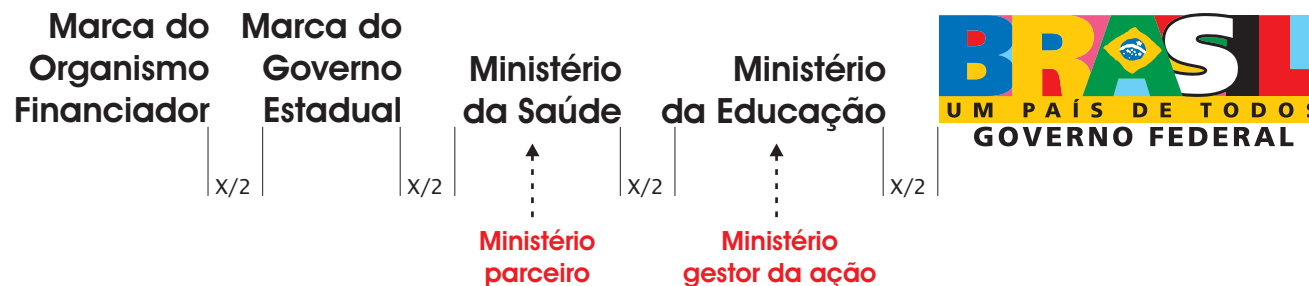 Marca do
Organismo
Financiador
Marca do
Governo
Estadual
Ministério
da Saúde
Ministério
da Educação
BRASIL
UM PAÍS DE TODOS
GOVERNO FEDERAL
X/2
X/2
X/2
X/2
Ministério
parceiro
Ministério
gestor da ação